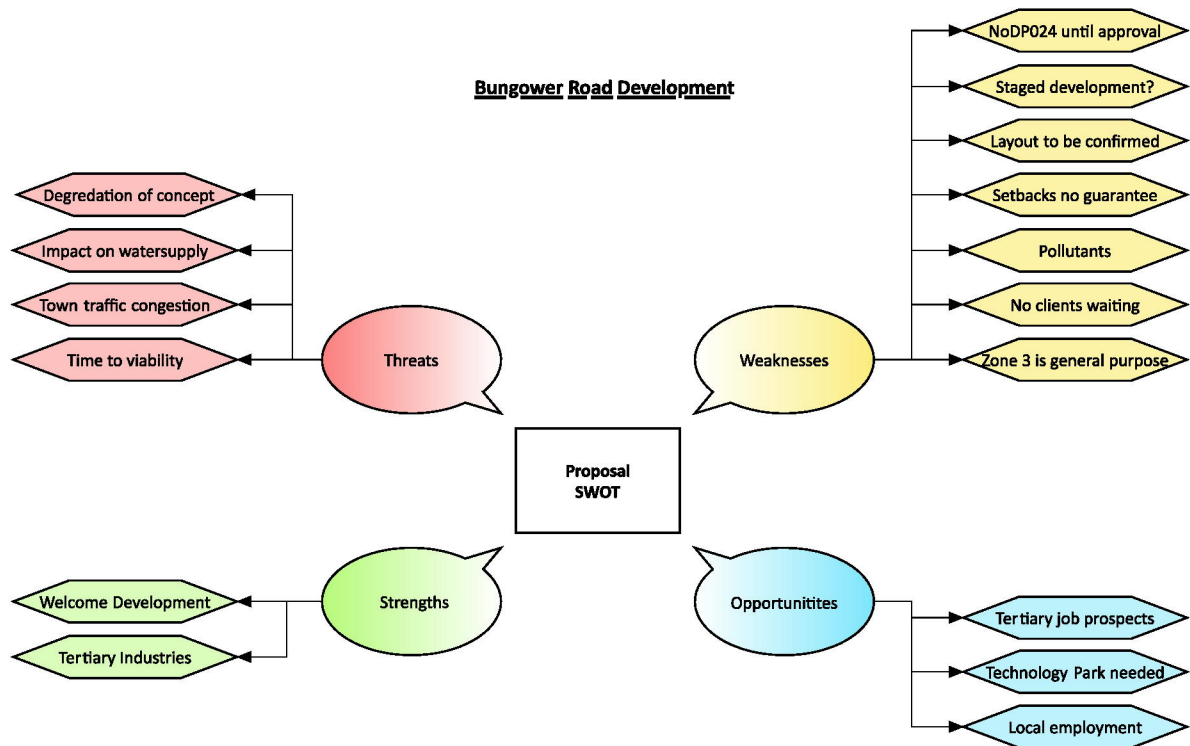 Bungower Road Development
Degredation of concept
Impact on watersupply
Town traffic congestion
Time to viability
Threats
NoDP024 until approval
Staged development?
Layout to be confirmed
Setbacks no guarantee
Pollutants
No clients waiting
Zone 3 is general purpose
Weaknesses
Proposal
SWOT
Welcome Development
Tertiary Industries
Strengths
Opportunitites
Tertiary job prospects
Technology Park needed
Local employment